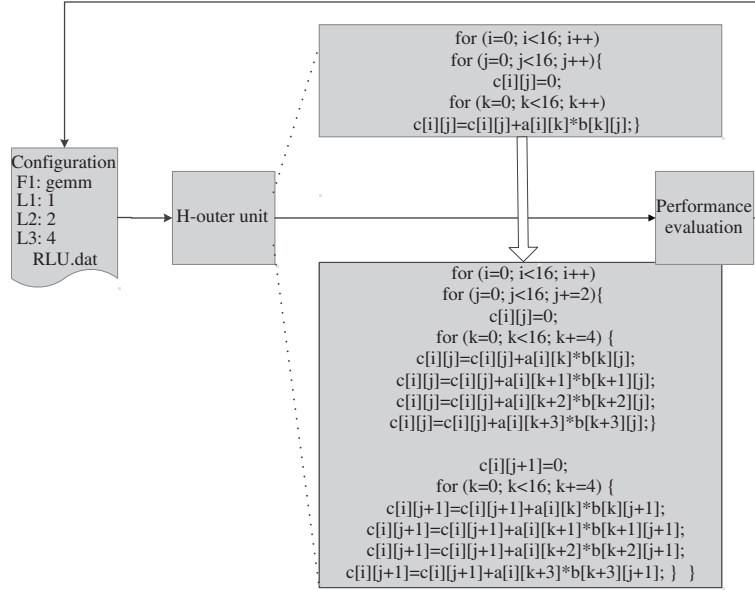 for (i=0; i<16; i++)
for (j=0; j<16; j++){
c[i][j]=0;
for (k=0; k<16; k++)
c[i][j]=c[i][j]+a[i][k]*b[k][j];}
Configuration
F1: gemm
L1: 1
L2: 2
L3: 4
RLU.dat
H-outer unit
Performance
evaluation
for (i=0; i<16; i++)
for (j=0; j<16; j+=2){
c[i][j]=0;
for (k=0; k<16; k+=4) {
c[i][j]=c[i][j]+a[i][k]*b[k][j];
c[i][j]=c[i][j]+a[i][k+1]*b[k+1][j];
c[i][j]=c[i][j]+a[i][k+2]*b[k+2][j];
c[i][j]=c[i][j]+a[i][k+3]*b[k+3][j];}
c[i][j+1]=0;
for (k=0; k<16; k+=4) {
c[i][j+1]=c[i][j+1]+a[i][k]*b[k][j+1];
c[i][j+1]=c[i][j+1]+a[i][k+1]*b[k+1][j+1];
c[i][j+1]=c[i][j+1]+a[i][k+2]*b[k+2][j+1];
c[i][j+1]=c[i][j+1]+a[i][k+3]*b[k+3][j+1]; } }